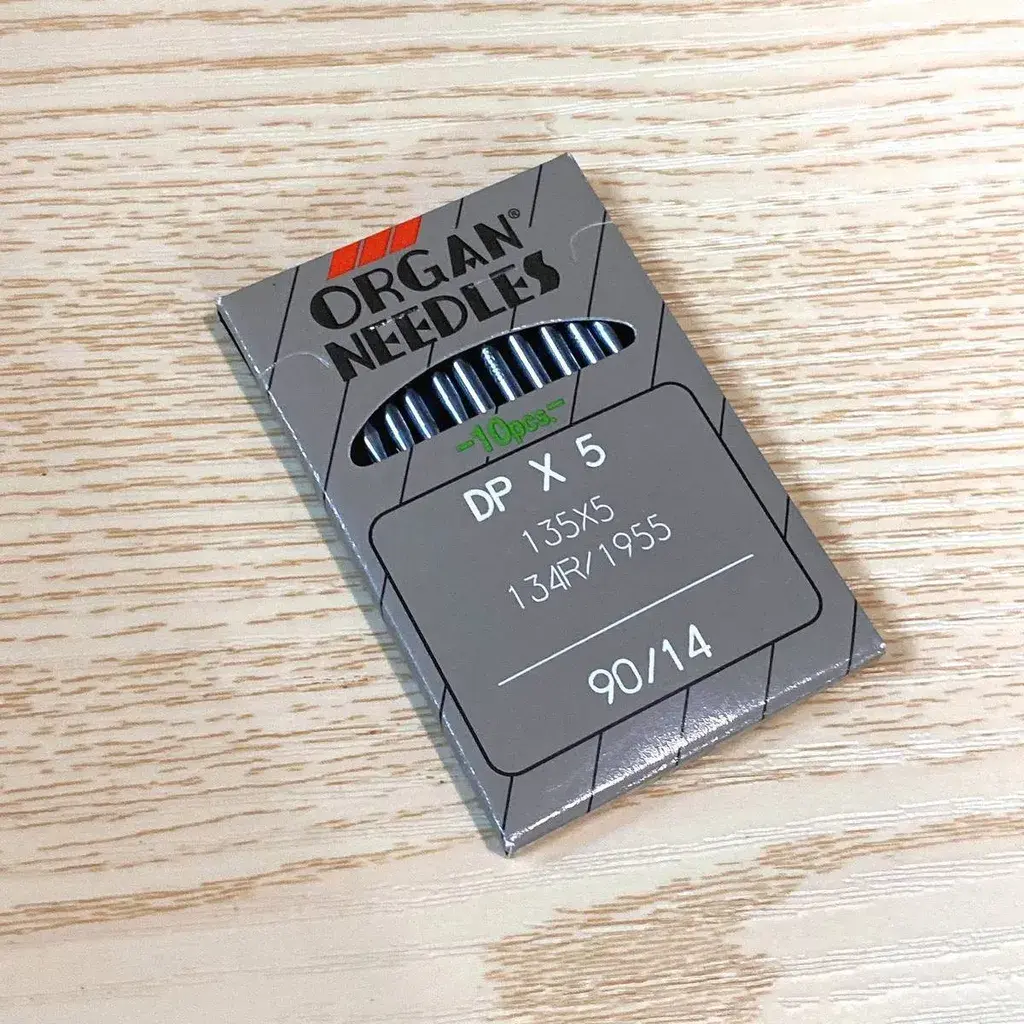 ORGAN®
NEEDLES
-10pcs.-
DP X 5
135X5
134R/1955
90/14